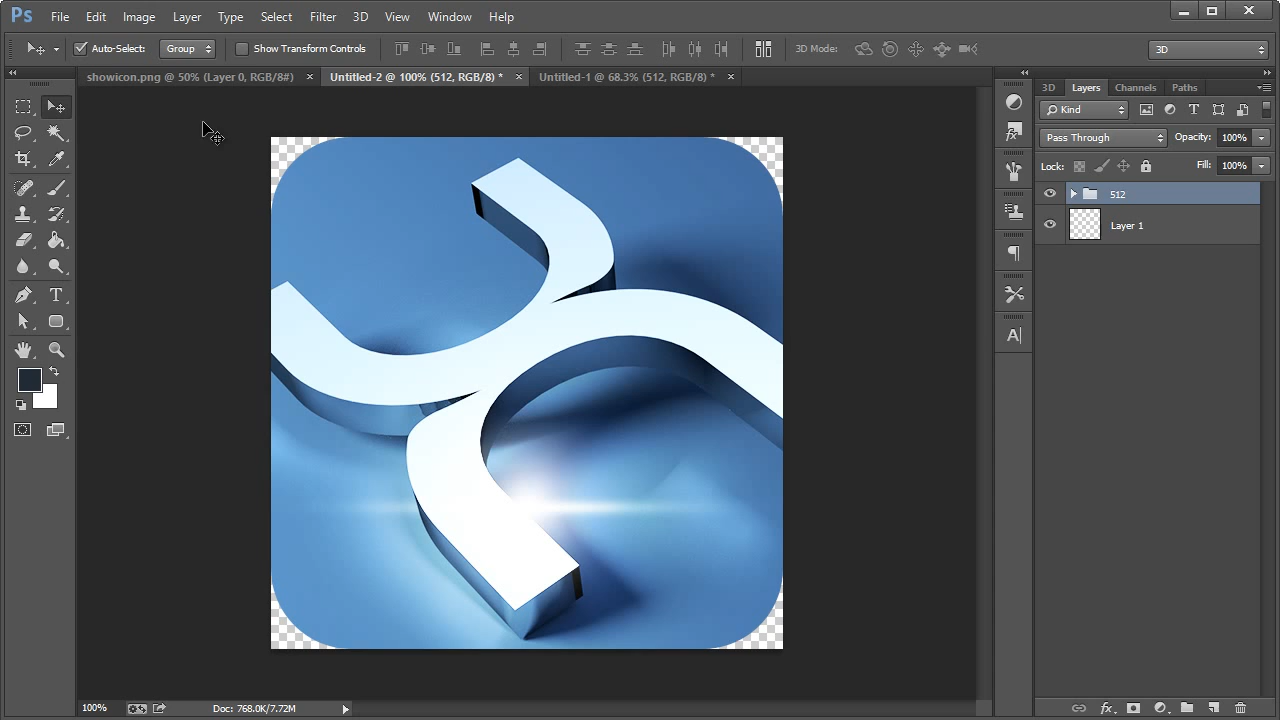 Ps File Edit Image Layer Type Select Filter 3D View Window Help
Auto-Select: Group Show Transform Controls 3D Mode: 3D
showicon.png @ 50% (Layer 0, RGB/8#) × Untitled-2 @ 100% (512, RGB/8) * × Untitled-1 @ 68.3% (512, RGB/8) * ×
3D Layers Channels Paths
Kind T
Pass Through Opacity: 100%
Lock: Fill: 100%
512
Layer 1
T
A
fx
100% Doc: 768.0K/7.72M
fx